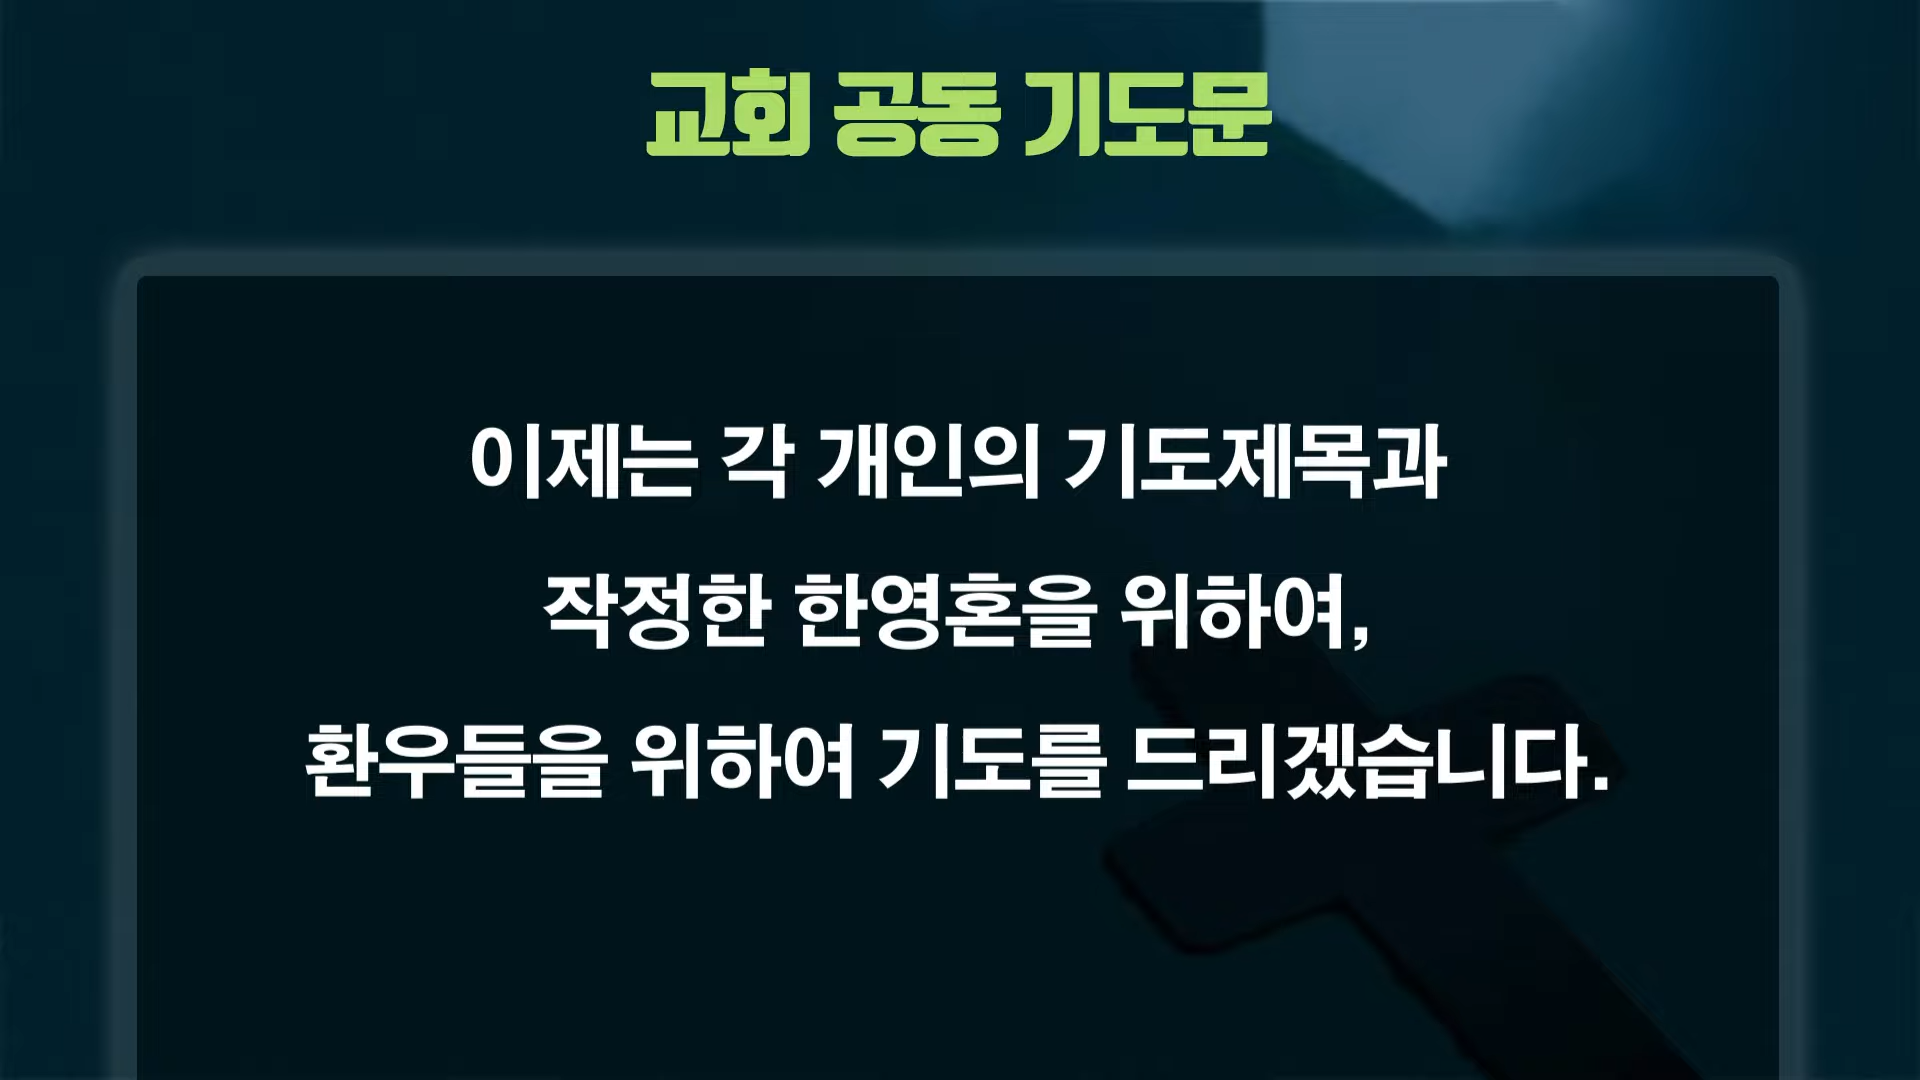 교회 공동 기도문
이제는 각 개인의 기도제목과
작정한 한영혼을 위하여,
환우들을 위하여 기도를 드리겠습니다.